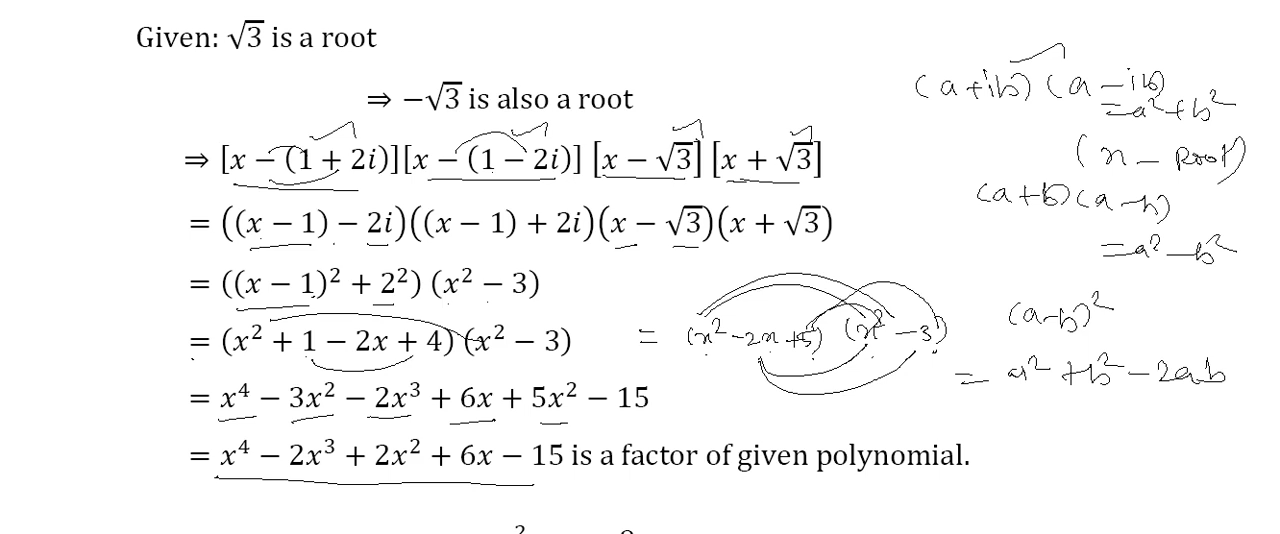 Given: √3 is a root
⇒ −√3 is also a root
⇒ [x − (1 + 2i)][x − (1 − 2i)] [x − √3] [x + √3]
= ((x − 1) − 2i)((x − 1) + 2i)(x − √3)(x + √3)
= ((x − 1)² + 2²) (x² − 3)
= (x² + 1 − 2x + 4) (x² − 3) = (x² − 2x + 5) (x² − 3)
= x⁴ − 3x² − 2x³ + 6x + 5x² − 15
= x⁴ − 2x³ + 2x² + 6x − 15 is a factor of given polynomial.
(a+ib) (a−ib)
= a² + b²
(x − Root)
(a+b) (a−b)
= a² − b²
(a−b)²
= a² + b² − 2ab